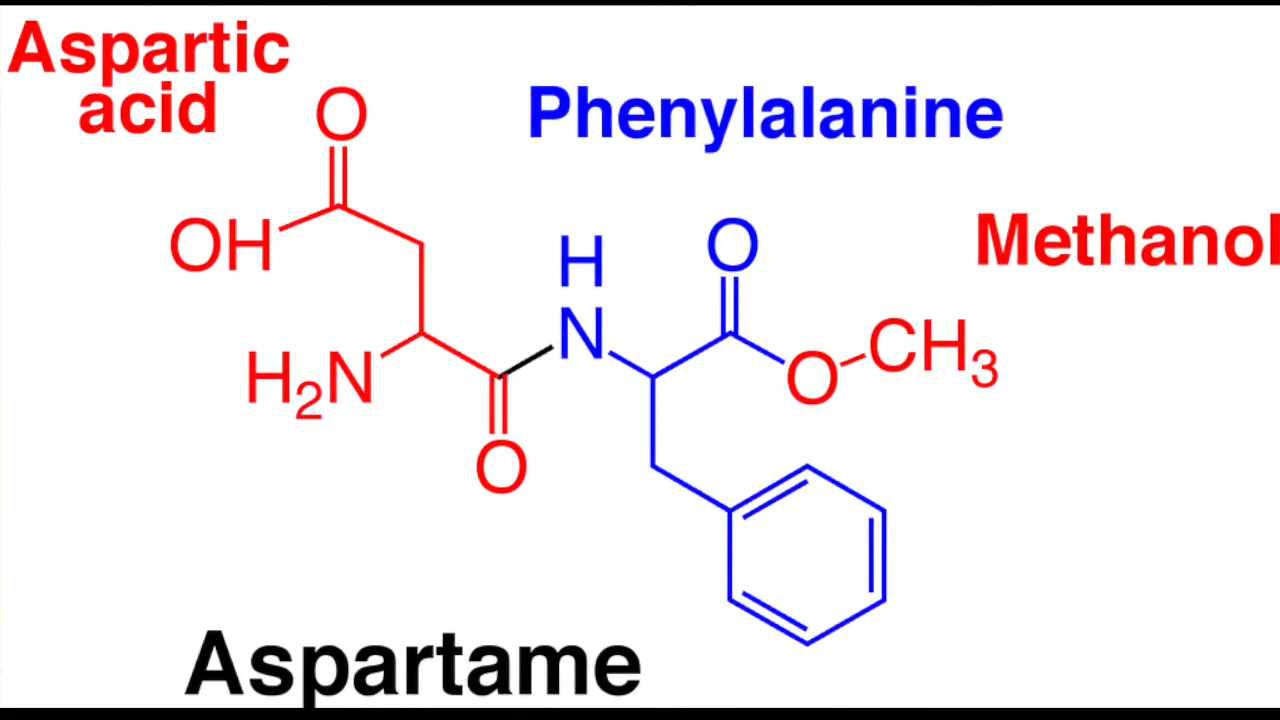 Aspartic
acid
Phenylalanine
Methanol
O
OH
H
N
O
H₂N
O
O
CH₃
Aspartame